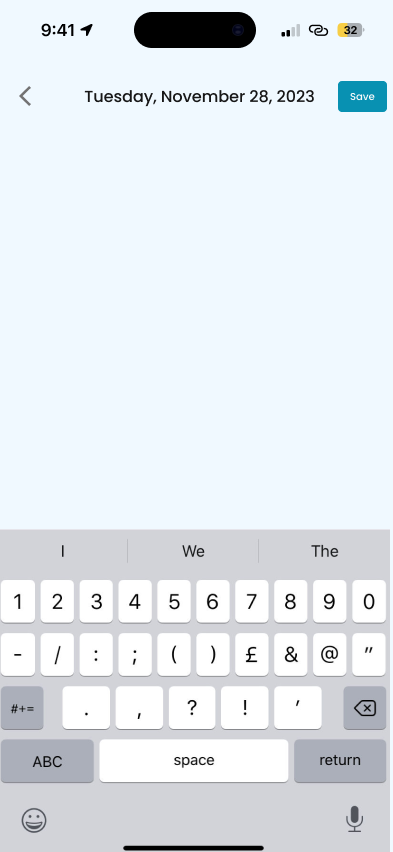 9:41
32
Tuesday, November 28, 2023
Save
I We The
1 2 3 4 5 6 7 8 9 0
- / : ; ( ) £ & @ "
#+= . , ? ! '
ABC space return